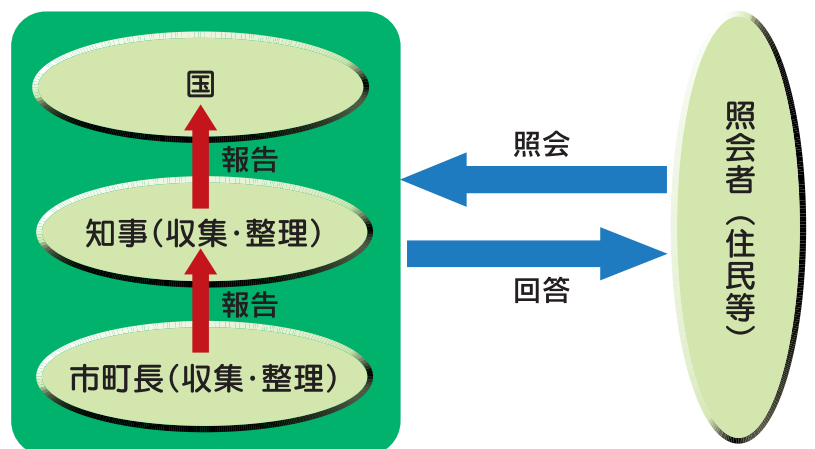 国
報告
知事(収集・整理)
報告
市町長(収集・整理)
照会
回答
照会者(住民等)